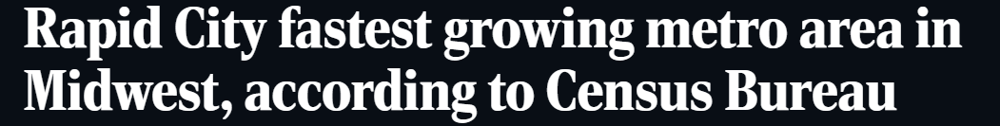 Rapid City fastest growing metro area in
Midwest, according to Census Bureau